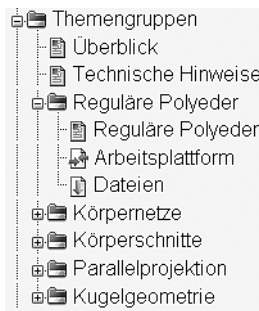 Themengruppen
Überblick
Technische Hinweise
Reguläre Polyeder
Reguläre Polyeder
Arbeitsplattform
Dateien
Körpernetze
Körperschnitte
Parallelprojektion
Kugelgeometrie